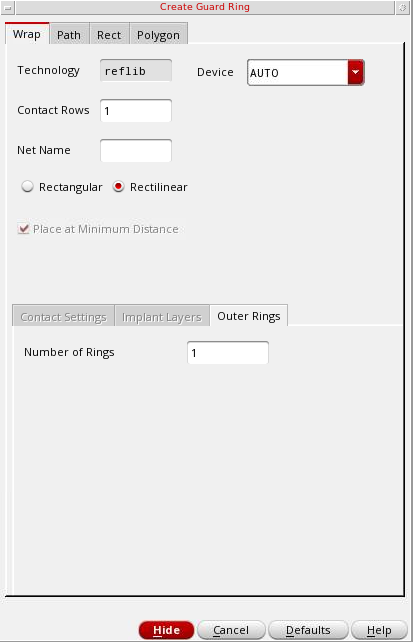 Create Guard Ring
Wrap Path Rect Polygon
Technology reflib Device AUTO
Contact Rows 1
Net Name
Rectangular Rectilinear
Place at Minimum Distance
Contact Settings Implant Layers Outer Rings
Number of Rings 1
Hide Cancel Defaults Help